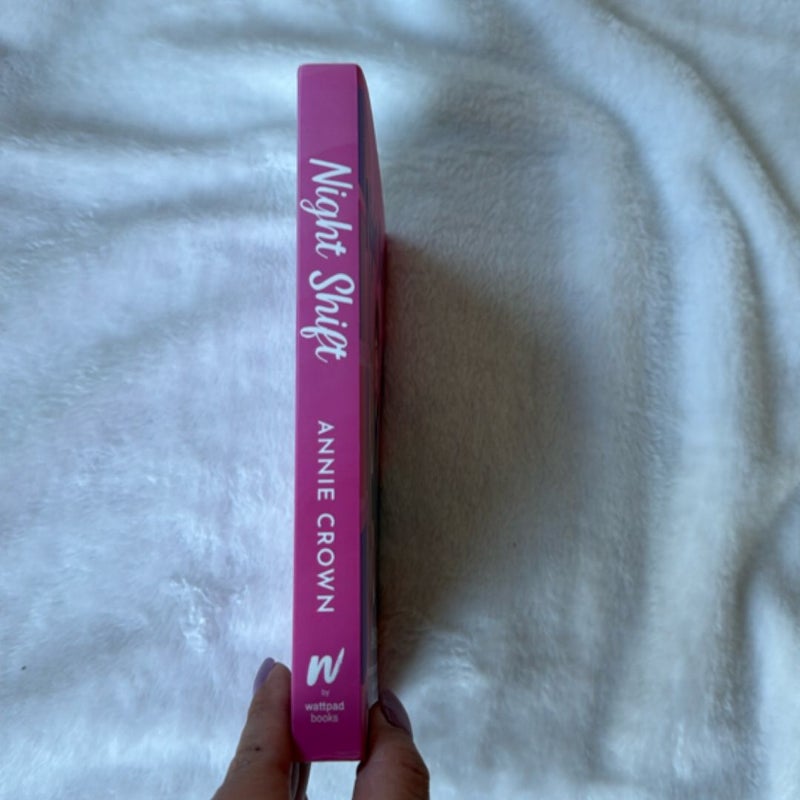 Night Shift
ANNIE CROWN
W
by
wattpad
books